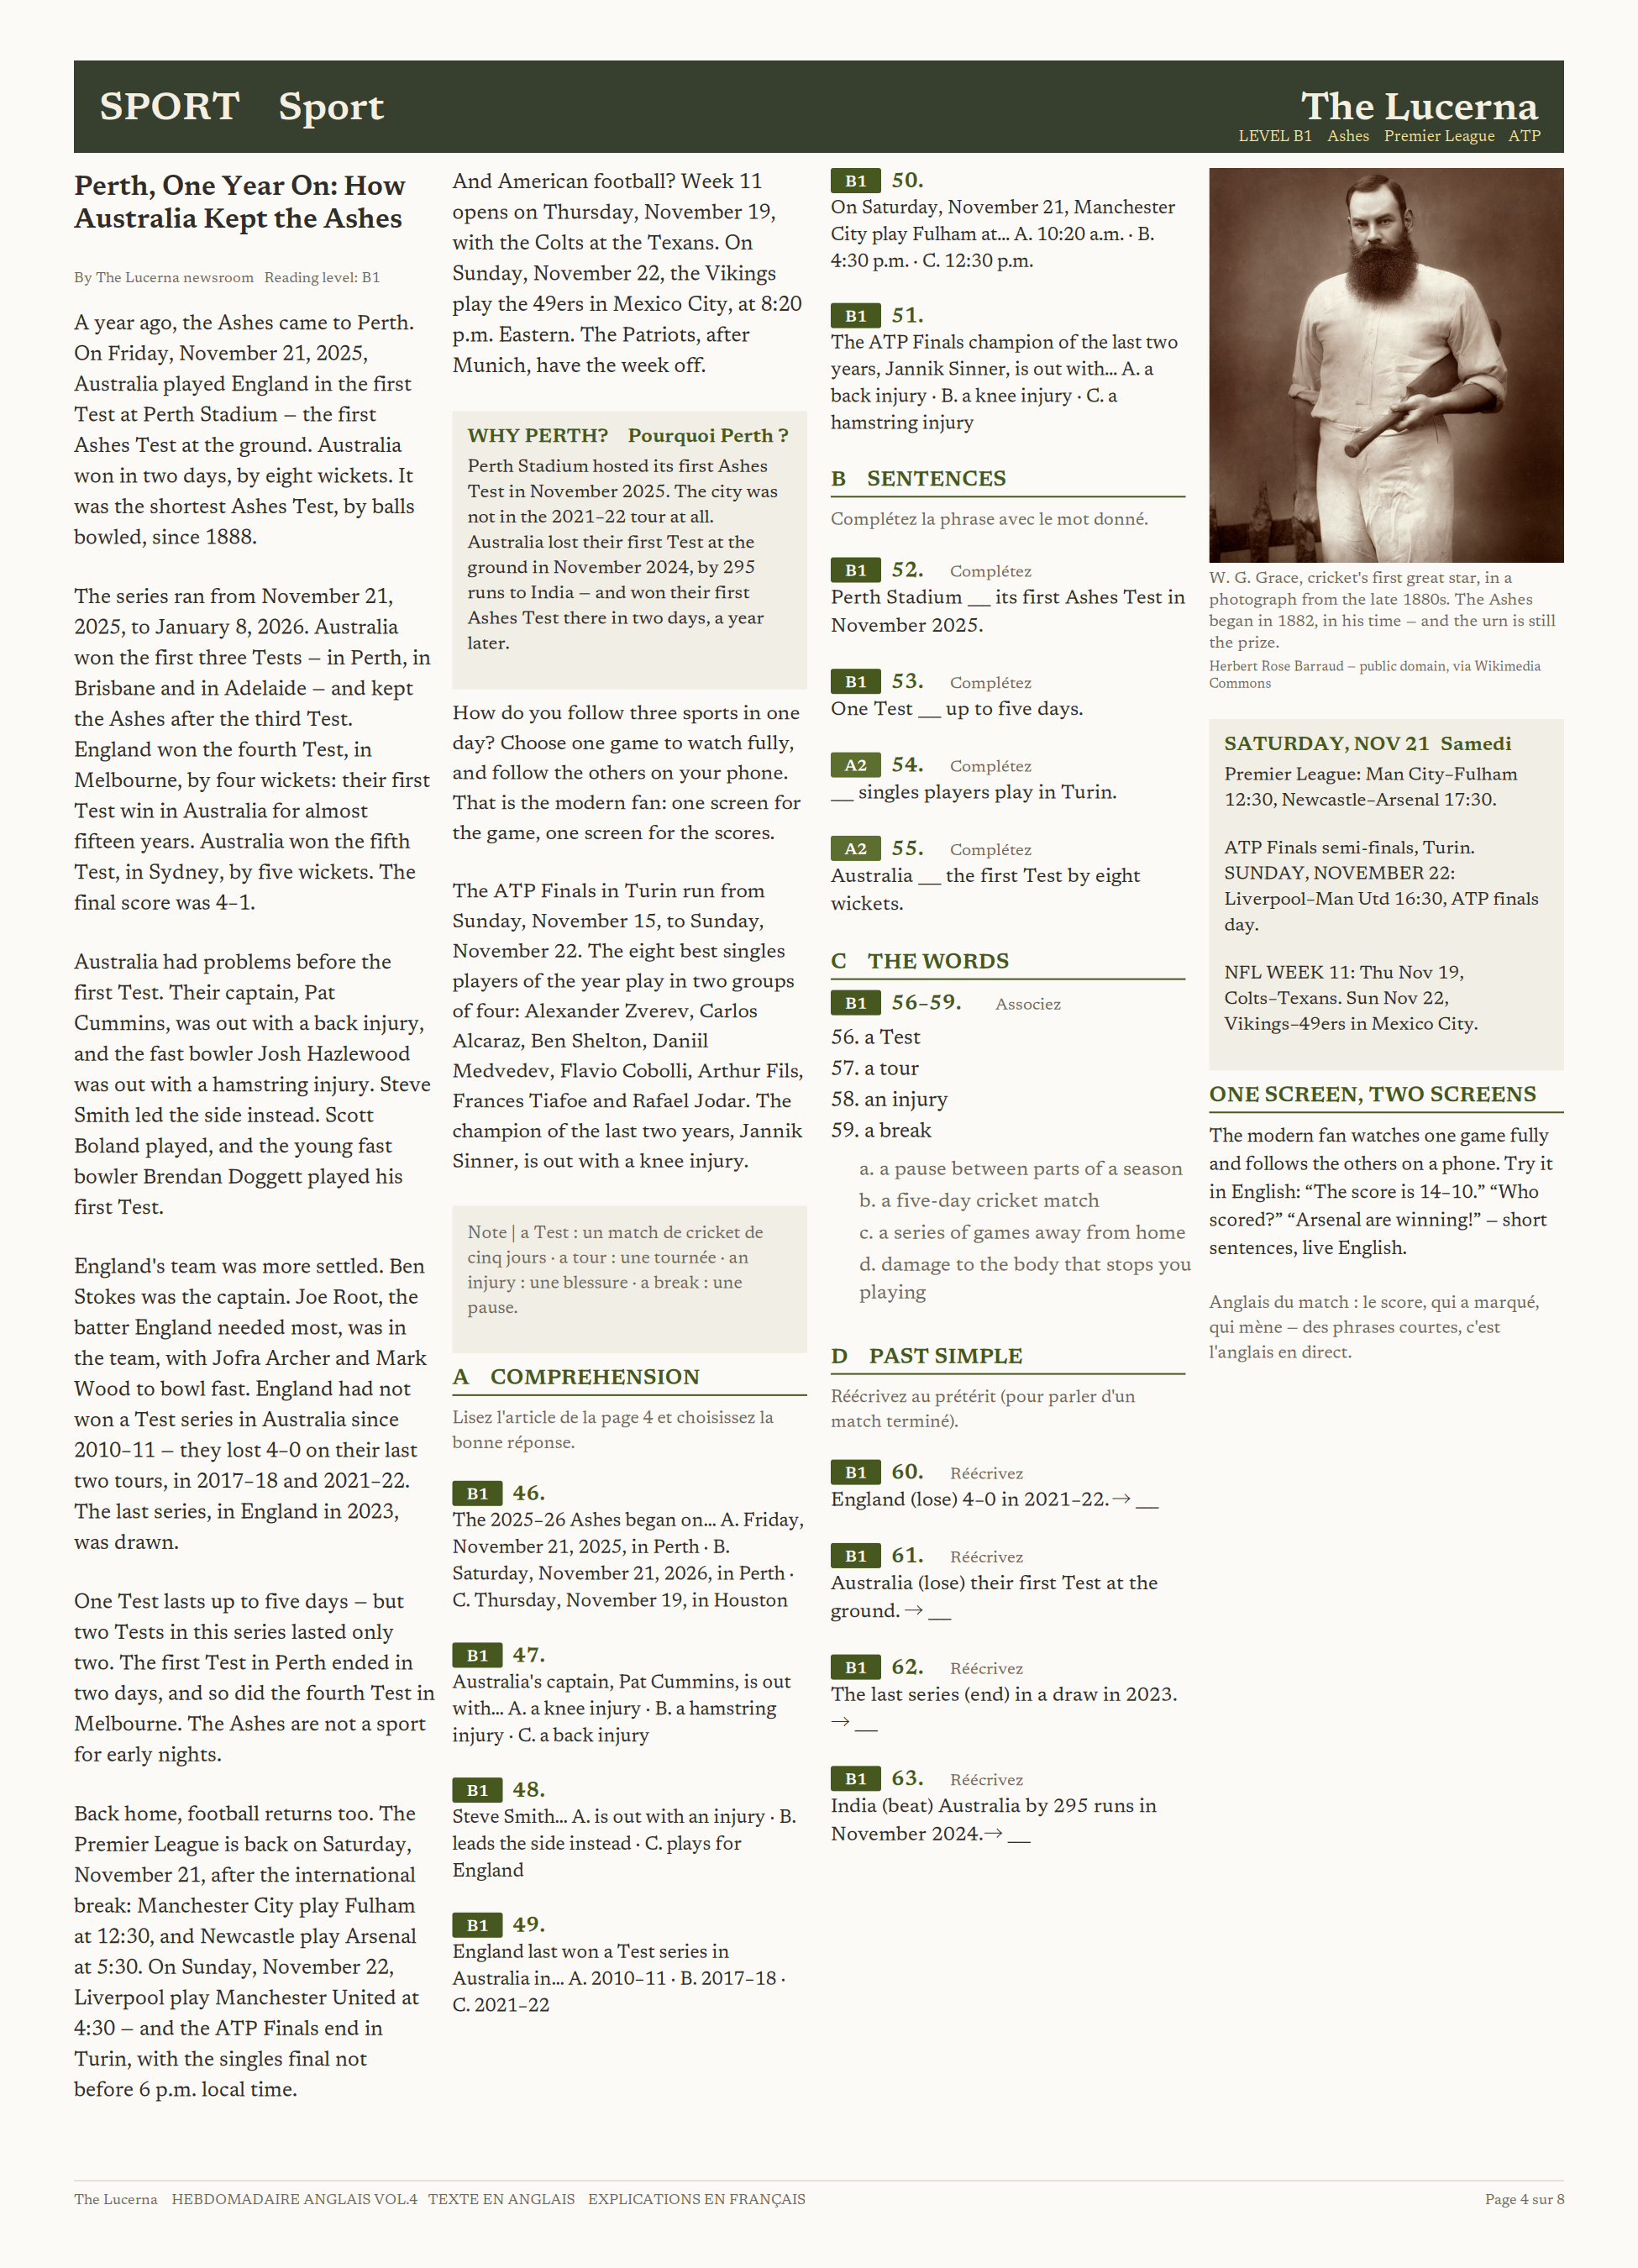 SPORT Sport
The Lucerna
LEVEL B1 Ashes Premier League ATP
Perth, One Year On: How
Australia Kept the Ashes
By The Lucerna newsroom Reading level: B1
A year ago, the Ashes came to Perth.
On Friday, November 21, 2025,
Australia played England in the first
Test at Perth Stadium – the first
Ashes Test at the ground. Australia
won in two days, by eight wickets. It
was the shortest Ashes Test, by balls
bowled, since 1888.
The series ran from November 21,
2025, to January 8, 2026. Australia
won the first three Tests – in Perth, in
Brisbane and in Adelaide – and kept
the Ashes after the third Test.
England won the fourth Test, in
Melbourne, by four wickets: their first
Test win in Australia for almost
fifteen years. Australia won the fifth
Test, in Sydney, by five wickets. The
final score was 4–1.
Australia had problems before the
first Test. Their captain, Pat
Cummins, was out with a back injury,
and the fast bowler Josh Hazlewood
was out with a hamstring injury. Steve
Smith led the side instead. Scott
Boland played, and the young fast
bowler Brendan Doggett played his
first Test.
England's team was more settled. Ben
Stokes was the captain. Joe Root, the
batter England needed most, was in
the team, with Jofra Archer and Mark
Wood to bowl fast. England had not
won a Test series in Australia since
2010–11 – they lost 4–0 on their last
two tours, in 2017–18 and 2021–22.
The last series, in England in 2023,
was drawn.
One Test lasts up to five days – but
two Tests in this series lasted only
two. The first Test in Perth ended in
two days, and so did the fourth Test in
Melbourne. The Ashes are not a sport
for early nights.
Back home, football returns too. The
Premier League is back on Saturday,
November 21, after the international
break: Manchester City play Fulham
at 12:30, and Newcastle play Arsenal
at 5:30. On Sunday, November 22,
Liverpool play Manchester United at
4:30 – and the ATP Finals end in
Turin, with the singles final not
before 6 p.m. local time.
And American football? Week 11
opens on Thursday, November 19,
with the Colts at the Texans. On
Sunday, November 22, the Vikings
play the 49ers in Mexico City, at 8:20
p.m. Eastern. The Patriots, after
Munich, have the week off.
WHY PERTH? Pourquoi Perth ?
Perth Stadium hosted its first Ashes
Test in November 2025. The city was
not in the 2021–22 tour at all.
Australia lost their first Test at the
ground in November 2024, by 295
runs to India – and won their first
Ashes Test there in two days, a year
later.
How do you follow three sports in one
day? Choose one game to watch fully,
and follow the others on your phone.
That is the modern fan: one screen for
the game, one screen for the scores.
The ATP Finals in Turin run from
Sunday, November 15, to Sunday,
November 22. The eight best singles
players of the year play in two groups
of four: Alexander Zverev, Carlos
Alcaraz, Ben Shelton, Daniil
Medvedev, Flavio Cobolli, Arthur Fils,
Frances Tiafoe and Rafael Jodar. The
champion of the last two years, Jannik
Sinner, is out with a knee injury.
Note | a Test : un match de cricket de
cinq jours · a tour : une tournée · an
injury : une blessure · a break : une
pause.
A COMPREHENSION
Lisez l'article de la page 4 et choisissez la
bonne réponse.
B1 46.
The 2025–26 Ashes began on... A. Friday,
November 21, 2025, in Perth · B.
Saturday, November 21, 2026, in Perth ·
C. Thursday, November 19, in Houston
B1 47.
Australia's captain, Pat Cummins, is out
with... A. a knee injury · B. a hamstring
injury · C. a back injury
B1 48.
Steve Smith... A. is out with an injury · B.
leads the side instead · C. plays for
England
B1 49.
England last won a Test series in
Australia in... A. 2010–11 · B. 2017–18 ·
C. 2021–22
B1 50.
On Saturday, November 21, Manchester
City play Fulham at... A. 10:20 a.m. · B.
4:30 p.m. · C. 12:30 p.m.
B1 51.
The ATP Finals champion of the last two
years, Jannik Sinner, is out with... A. a
back injury · B. a knee injury · C. a
hamstring injury
B SENTENCES
Complétez la phrase avec le mot donné.
B1 52. Complétez
Perth Stadium __ its first Ashes Test in
November 2025.
B1 53. Complétez
One Test __ up to five days.
A2 54. Complétez
__ singles players play in Turin.
A2 55. Complétez
Australia __ the first Test by eight
wickets.
C THE WORDS
B1 56–59. Associez
56. a Test
57. a tour
58. an injury
59. a break
a. a pause between parts of a season
b. a five-day cricket match
c. a series of games away from home
d. damage to the body that stops you
playing
D PAST SIMPLE
Réécrivez au prétérit (pour parler d'un
match terminé).
B1 60. Réécrivez
England (lose) 4–0 in 2021–22. → __
B1 61. Réécrivez
Australia (lose) their first Test at the
ground. → __
B1 62. Réécrivez
The last series (end) in a draw in 2023.
→ __
B1 63. Réécrivez
India (beat) Australia by 295 runs in
November 2024. → __
W. G. Grace, cricket's first great star, in a
photograph from the late 1880s. The Ashes
began in 1882, in his time – and the urn is still
the prize.
Herbert Rose Barraud – public domain, via Wikimedia
Commons
SATURDAY, NOV 21 Samedi
Premier League: Man City–Fulham
12:30, Newcastle–Arsenal 17:30.
ATP Finals semi-finals, Turin.
SUNDAY, NOVEMBER 22:
Liverpool–Man Utd 16:30, ATP finals
day.
NFL WEEK 11: Thu Nov 19,
Colts–Texans. Sun Nov 22,
Vikings–49ers in Mexico City.
ONE SCREEN, TWO SCREENS
The modern fan watches one game fully
and follows the others on a phone. Try it
in English: “The score is 14–10.” “Who
scored?” “Arsenal are winning!” – short
sentences, live English.
Anglais du match : le score, qui a marqué,
qui mène – des phrases courtes, c'est
l'anglais en direct.
The Lucerna HEBDOMADAIRE ANGLAIS VOL.4 TEXTE EN ANGLAIS EXPLICATIONS EN FRANÇAIS
Page 4 sur 8